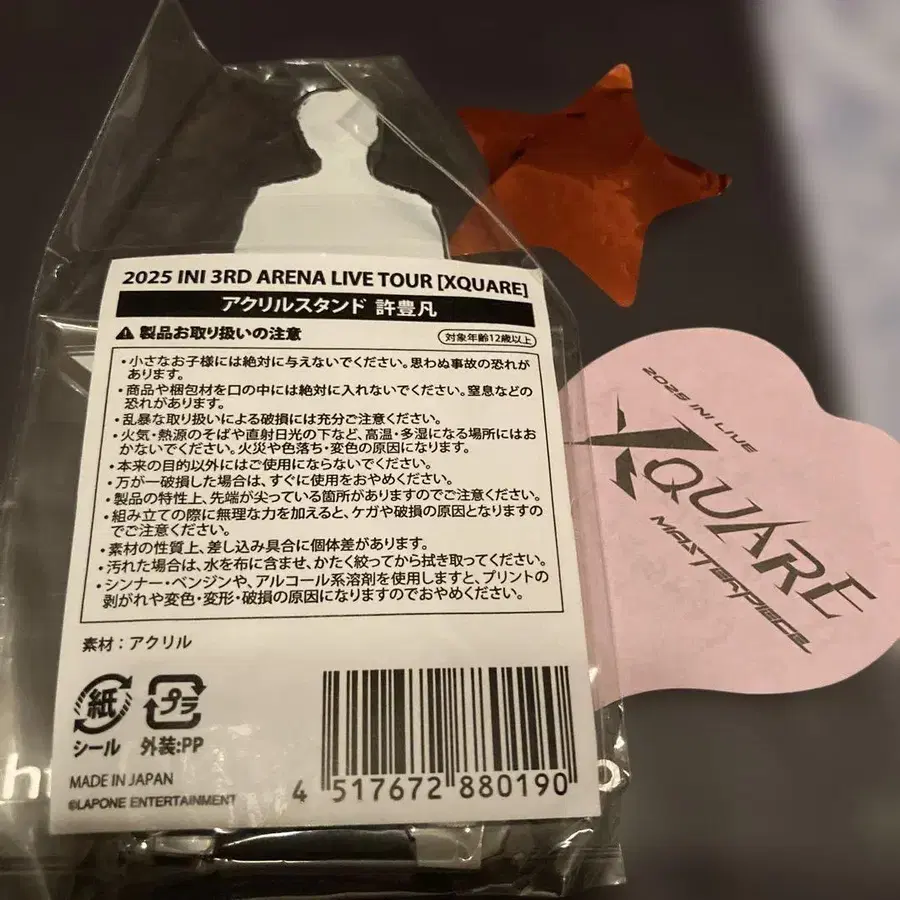 2025 INI 3RD ARENA LIVE TOUR [XQUARE]
アクリルスタンド 許豊凡
製品お取り扱いの注意
対象年齢12歳以上
・小さなお子様には絶対に与えないでください。思わぬ事故の恐れが
あります。
・商品や梱包材を口の中には絶対に入れないでください。窒息などの
恐れがあります。
・乱暴な取り扱いによる破損には充分ご注意ください。
・火気・熱源のそばや直射日光の下など、高温・多湿になる場所にはお
かないでください。火災や色落ち・変色の原因になります。
・本来の目的以外にはご使用にならないでください。
・万が一破損した場合は、すぐに使用をおやめください。
・製品の特性上、先端が尖っている箇所がありますのでご注意ください。
・組み立ての際に無理な力を加えると、ケガや破損の原因となりますの
でご注意ください。
・素材の性質上、差し込み具合に個体差があります。
・汚れた場合は、水を布に含ませ、かたく絞ってから拭き取ってください。
・シンナー・ベンジンや、アルコール系溶剤を使用しますと、プリントの
剥がれや変色・変形・破損の原因になりますのでおやめください。
素材：アクリル
紙
プラ
シール
外装:PP
MADE IN JAPAN
©LAPONE ENTERTAINMENT
4 517672 880190
2025 INI LIVE
XQUARE
MASTERPIECE